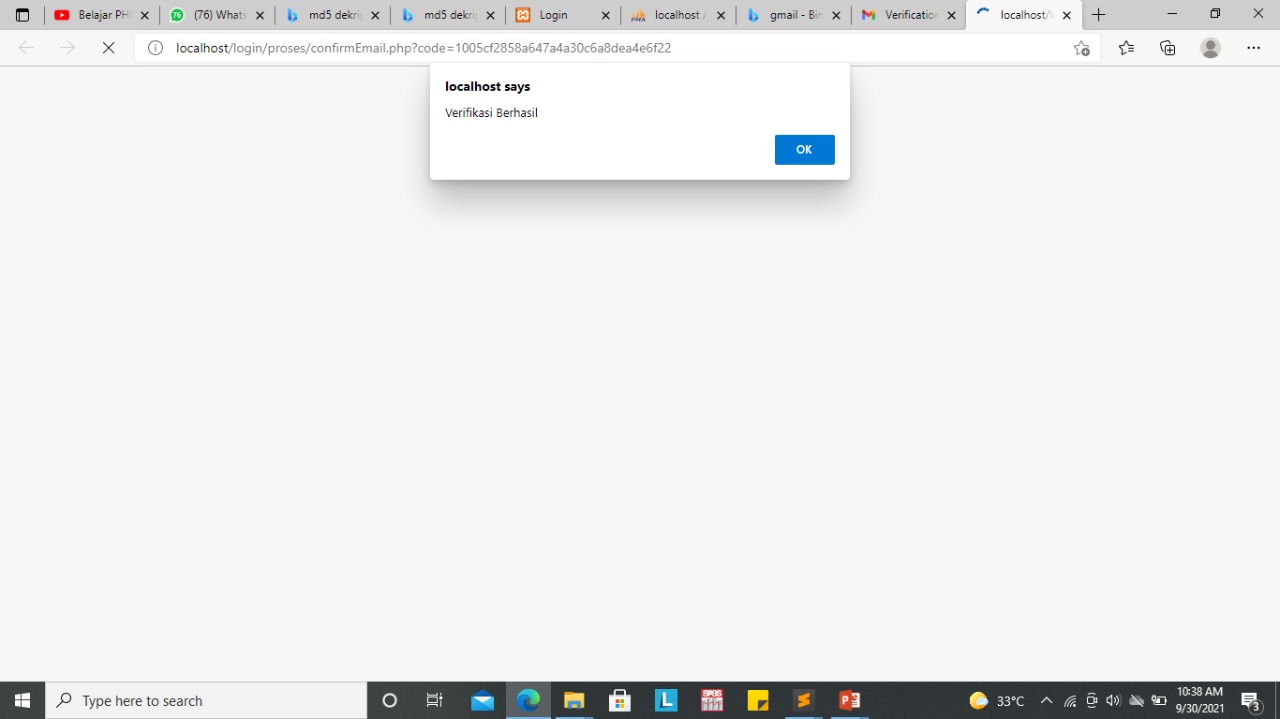 Belajar PH
(76) Whats
md5 dekrip
md5 dekrip
Login
localhost /
gmail - Bin
Verification
localhost/l
localhost/login/proses/confirmEmail.php?code=1005cf2858a647a4a30c6a8dea4e6f22
localhost says
Verifikasi Berhasil
OK
Type here to search
33°C
10:38 AM
9/30/2021
3